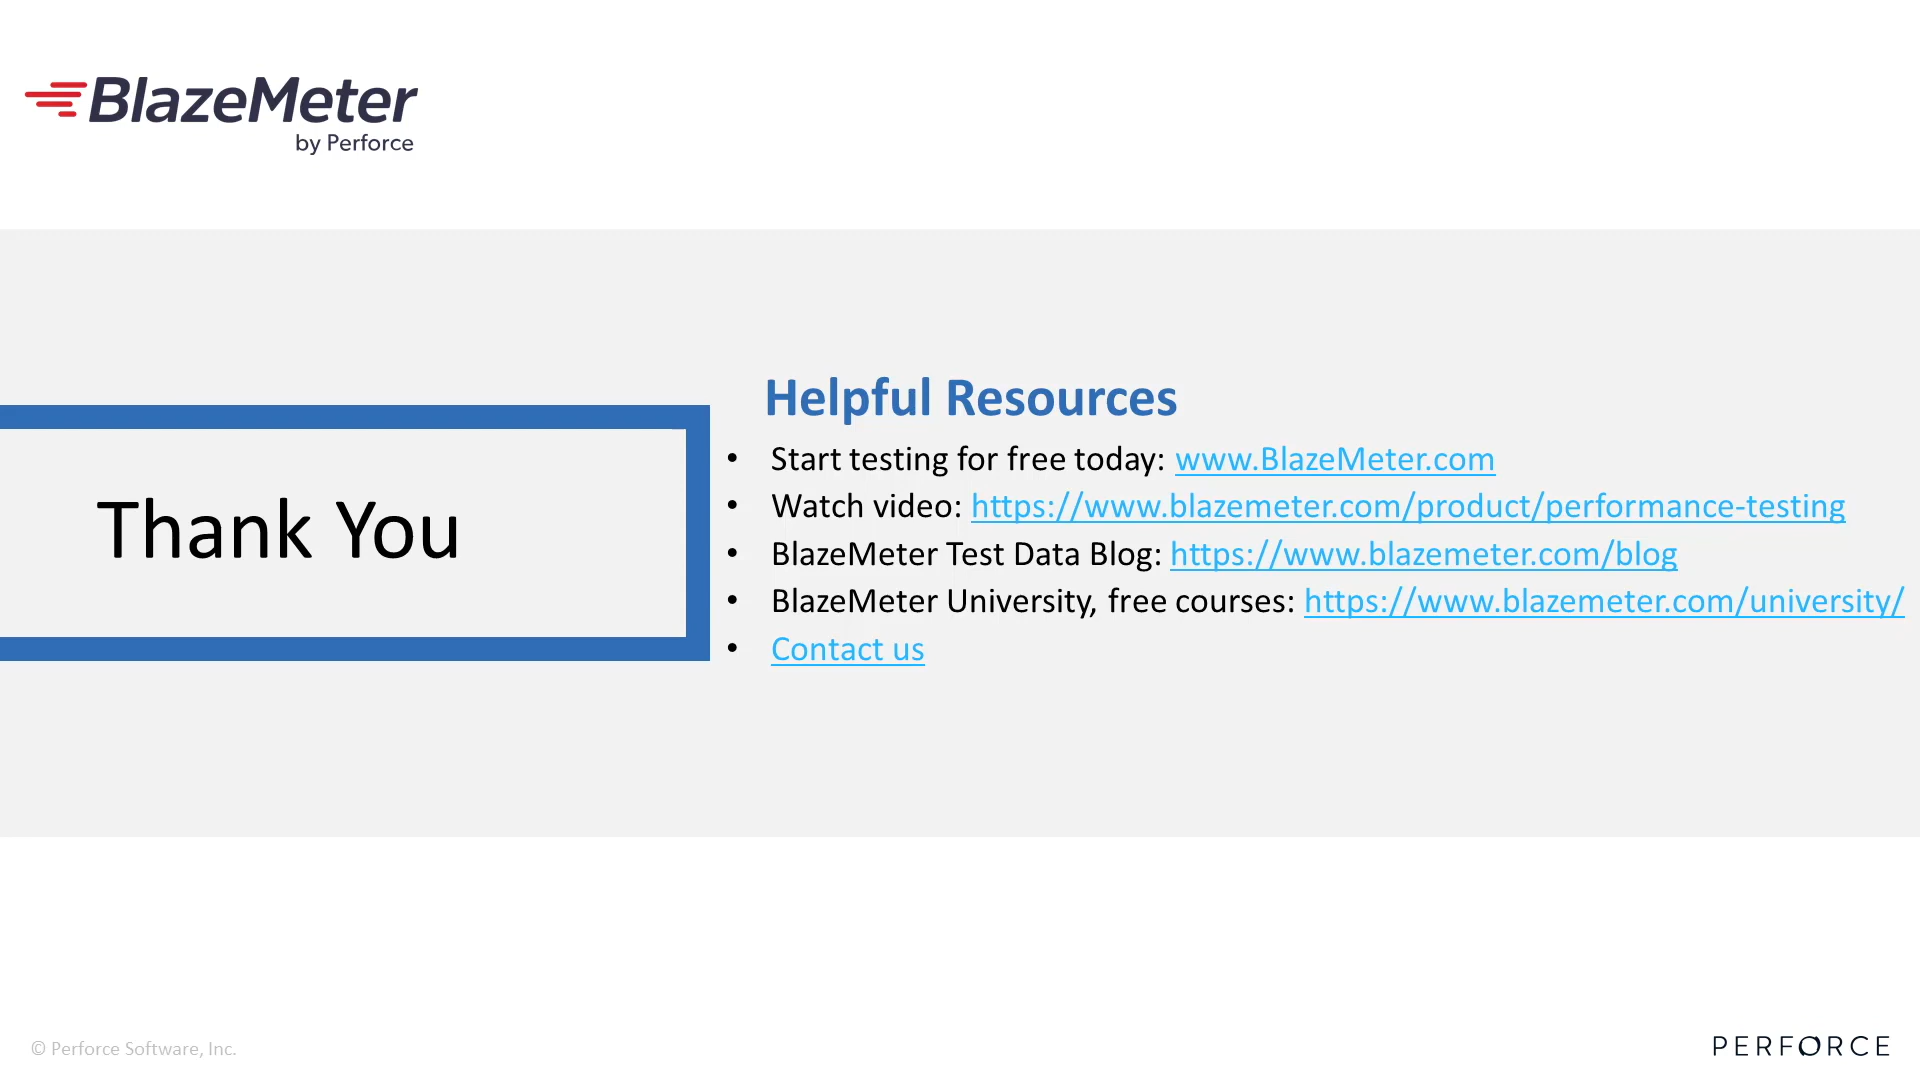 BlazeMeter
by Perforce
Thank You
Helpful Resources
• Start testing for free today: www.BlazeMeter.com
• Watch video: https://www.blazemeter.com/product/performance-testing
• BlazeMeter Test Data Blog: https://www.blazemeter.com/blog
• BlazeMeter University, free courses: https://www.blazemeter.com/university/
• Contact us
© Perforce Software, Inc.
PERFORCE